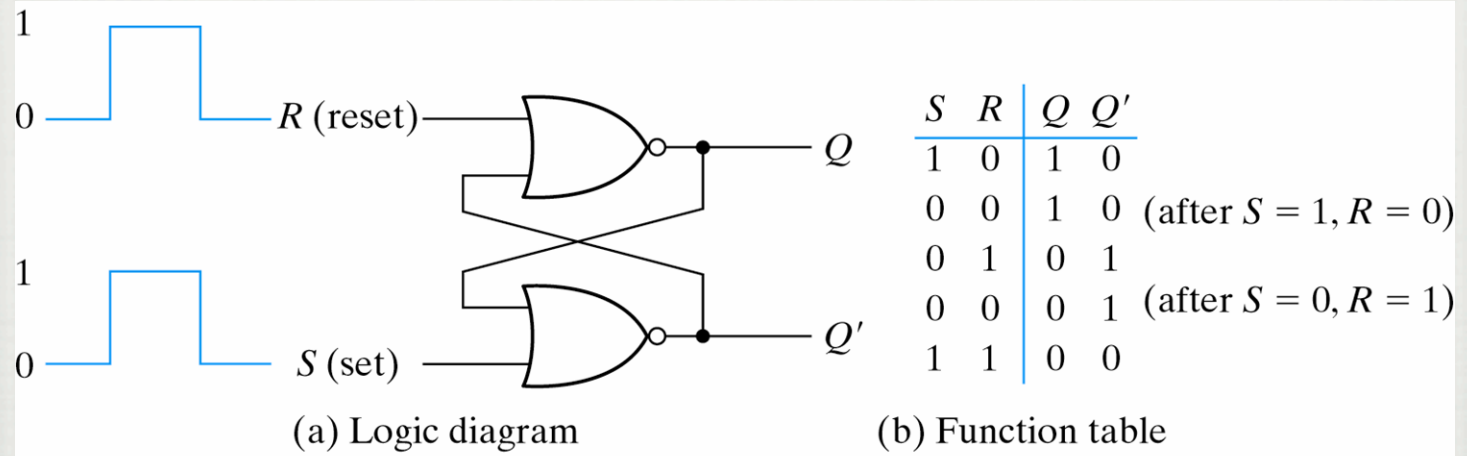 1
0
R (reset)
Q
1
0
S (set)
Q′
(a) Logic diagram
S R Q Q′
1 0 1 0
0 0 1 0 (after S = 1, R = 0)
0 1 0 1
0 0 0 1 (after S = 0, R = 1)
1 1 0 0
(b) Function table